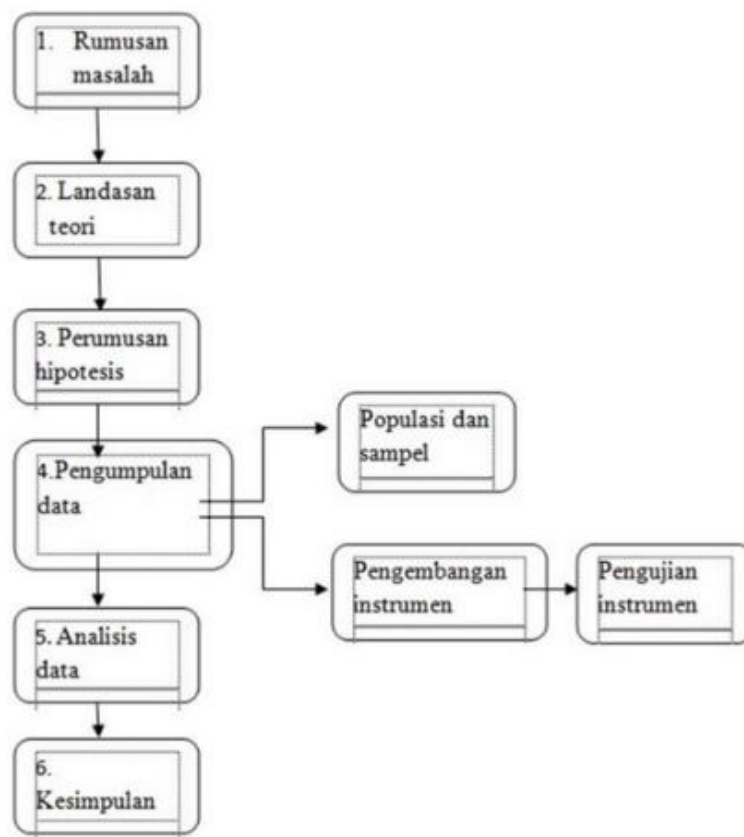 1. Rumusan
masalah
2. Landasan
teori
3. Perumusan
hipotesis
4.Pengumpulan
data
Populasi dan
sampel
Pengembangan
instrumen
Pengujian
instrumen
5. Analisis
data
6.
Kesimpulan